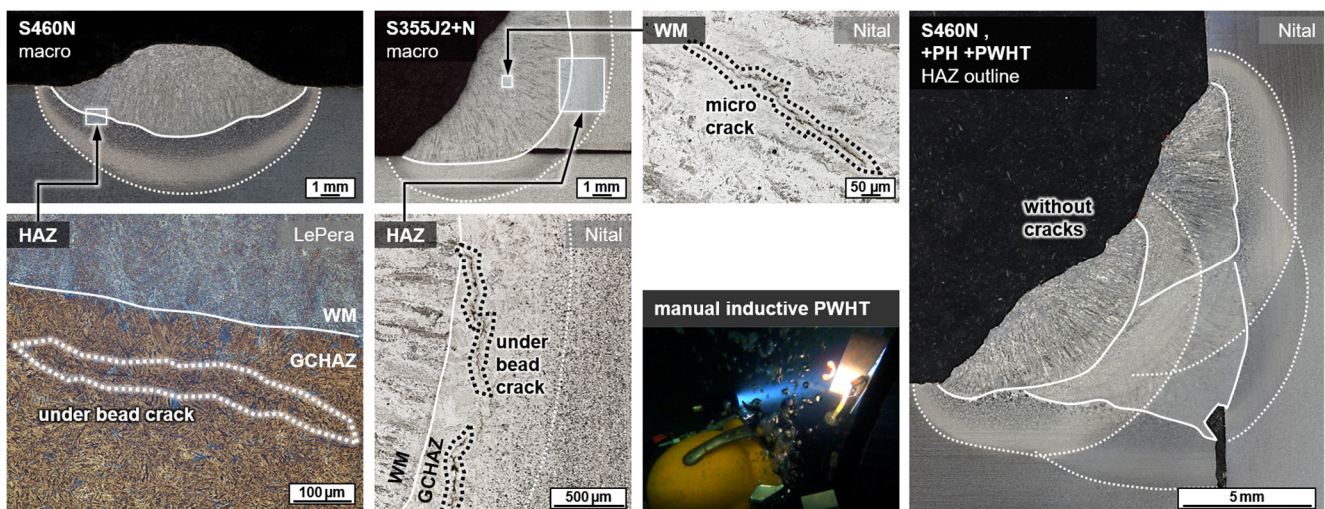 S460N
macro
1 mm
S355J2+N
macro
1 mm
WM
Nital
micro
crack
50 µm
S460N ,
+PH +PWHT
HAZ outline
Nital
without
cracks
5 mm
HAZ
LePera
WM
GCHAZ
under bead crack
100 µm
HAZ
Nital
under
bead
crack
WM
GCHAZ
500 µm
manual inductive PWHT